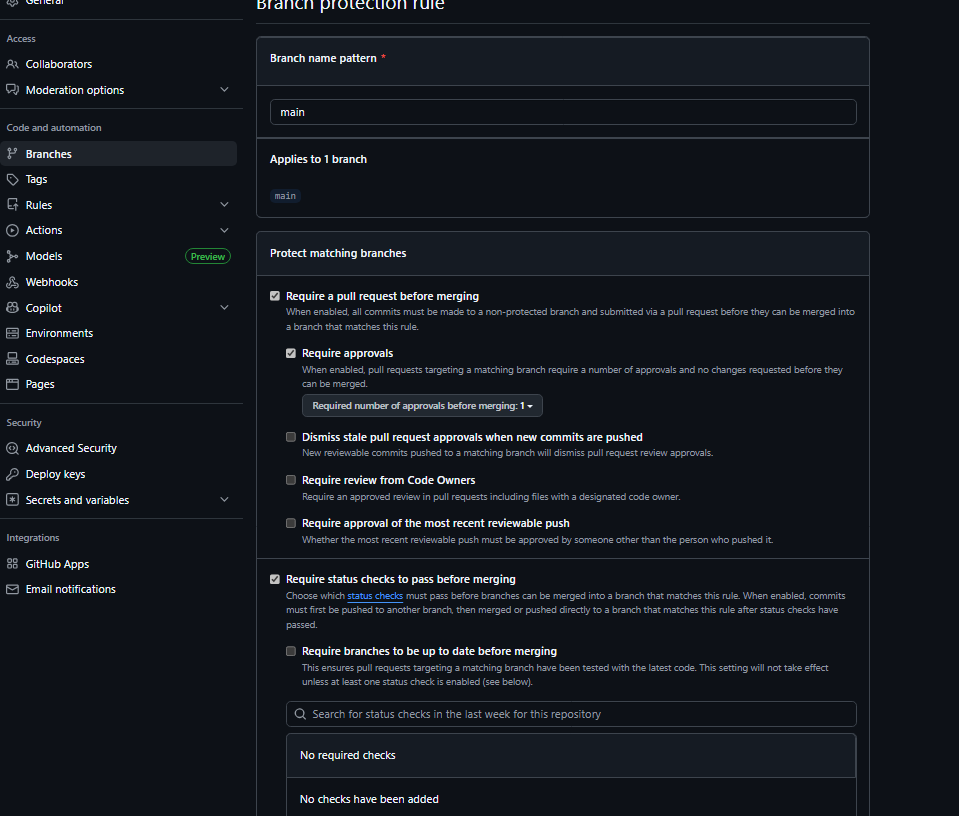 General
Access
Collaborators
Moderation options
Code and automation
Branches
Tags
Rules
Actions
Models Preview
Webhooks
Copilot
Environments
Codespaces
Pages
Security
Advanced Security
Deploy keys
Secrets and variables
Integrations
GitHub Apps
Email notifications
Branch protection rule
Branch name pattern *
main
Applies to 1 branch
main
Protect matching branches
Require a pull request before merging
When enabled, all commits must be made to a non-protected branch and submitted via a pull request before they can be merged into
a branch that matches this rule.
Require approvals
When enabled, pull requests targeting a matching branch require a number of approvals and no changes requested before they
can be merged.
Required number of approvals before merging: 1
Dismiss stale pull request approvals when new commits are pushed
New reviewable commits pushed to a matching branch will dismiss pull request review approvals.
Require review from Code Owners
Require an approved review in pull requests including files with a designated code owner.
Require approval of the most recent reviewable push
Whether the most recent reviewable push must be approved by someone other than the person who pushed it.
Require status checks to pass before merging
Choose which status checks must pass before branches can be merged into a branch that matches this rule. When enabled, commits
must first be pushed to another branch, then merged or pushed directly to a branch that matches this rule after status checks have
passed.
Require branches to be up to date before merging
This ensures pull requests targeting a matching branch have been tested with the latest code. This setting will not take effect
unless at least one status check is enabled (see below).
Search for status checks in the last week for this repository
No required checks
No checks have been added